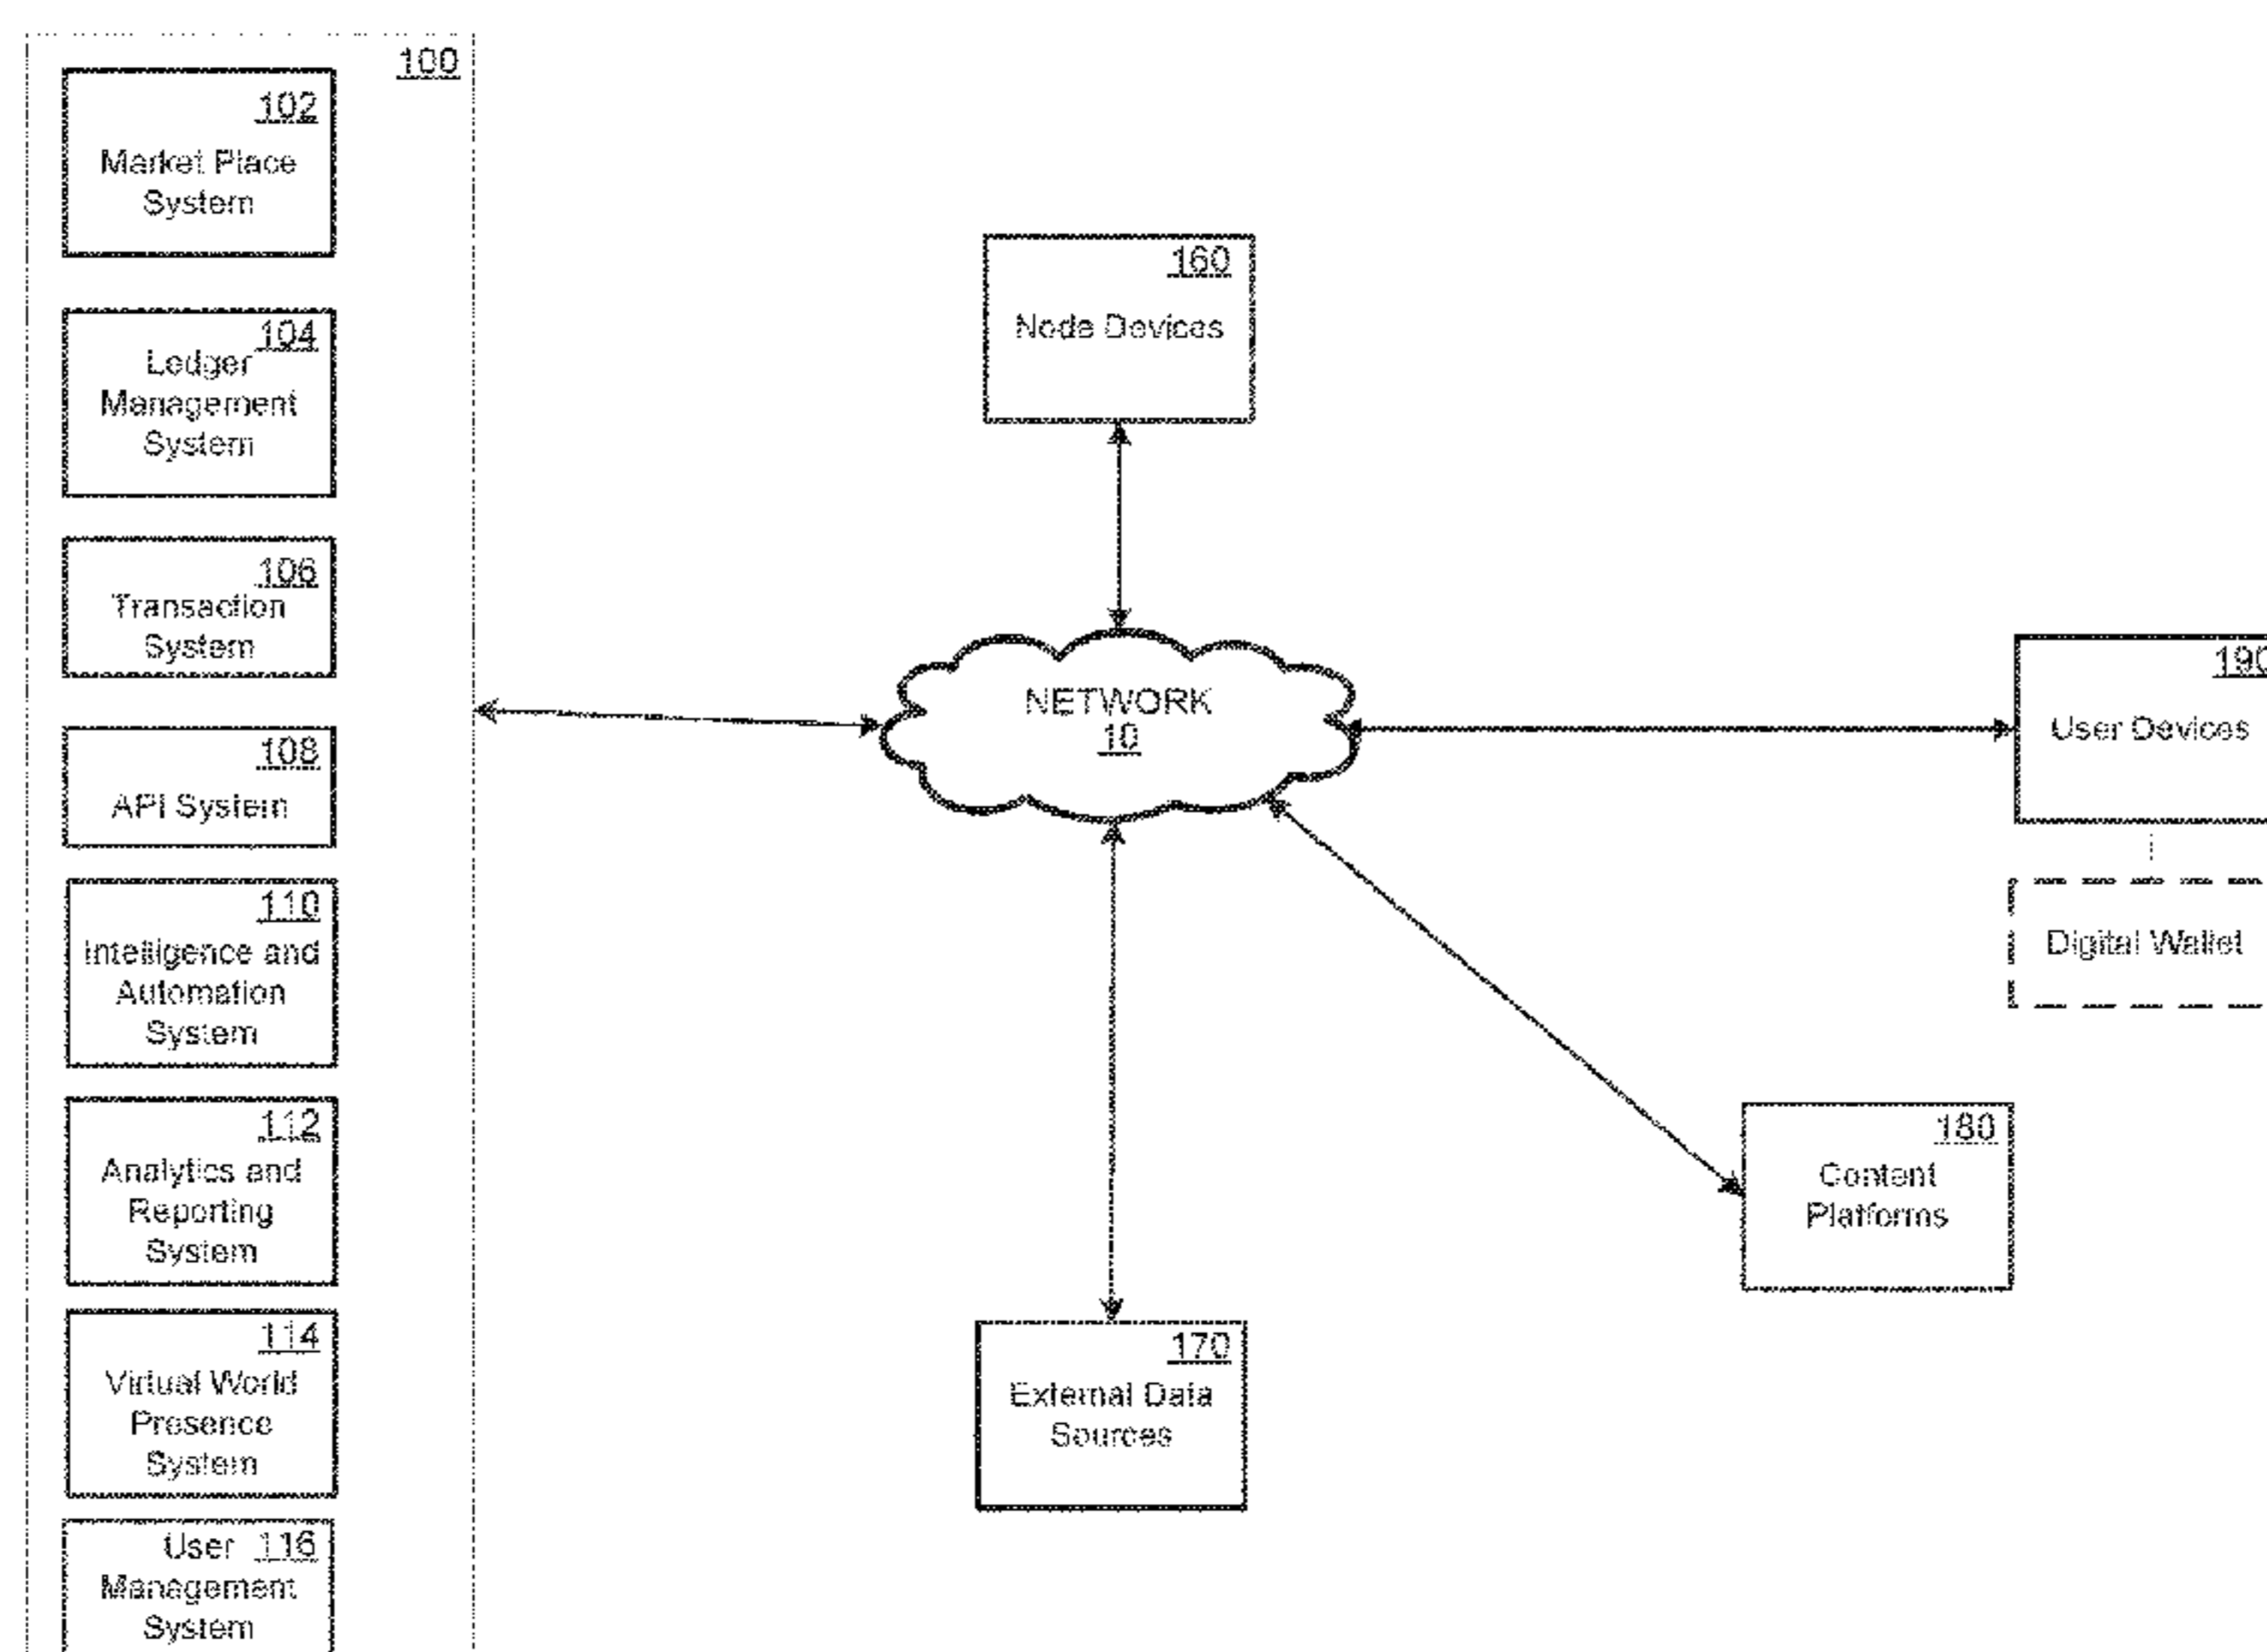 100
102
Market Place
System
104
Ledger
Management
System
106
Transaction
System
108
API System
110
Intelligence and
Automation
System
112
Analytics and
Reporting
System
114
Virtual World
Presence
System
User 116
Management
System
160
Node Devices
NETWORK
10
190
User Devices
Digital Wallet
180
Content
Platforms
170
External Data
Sources